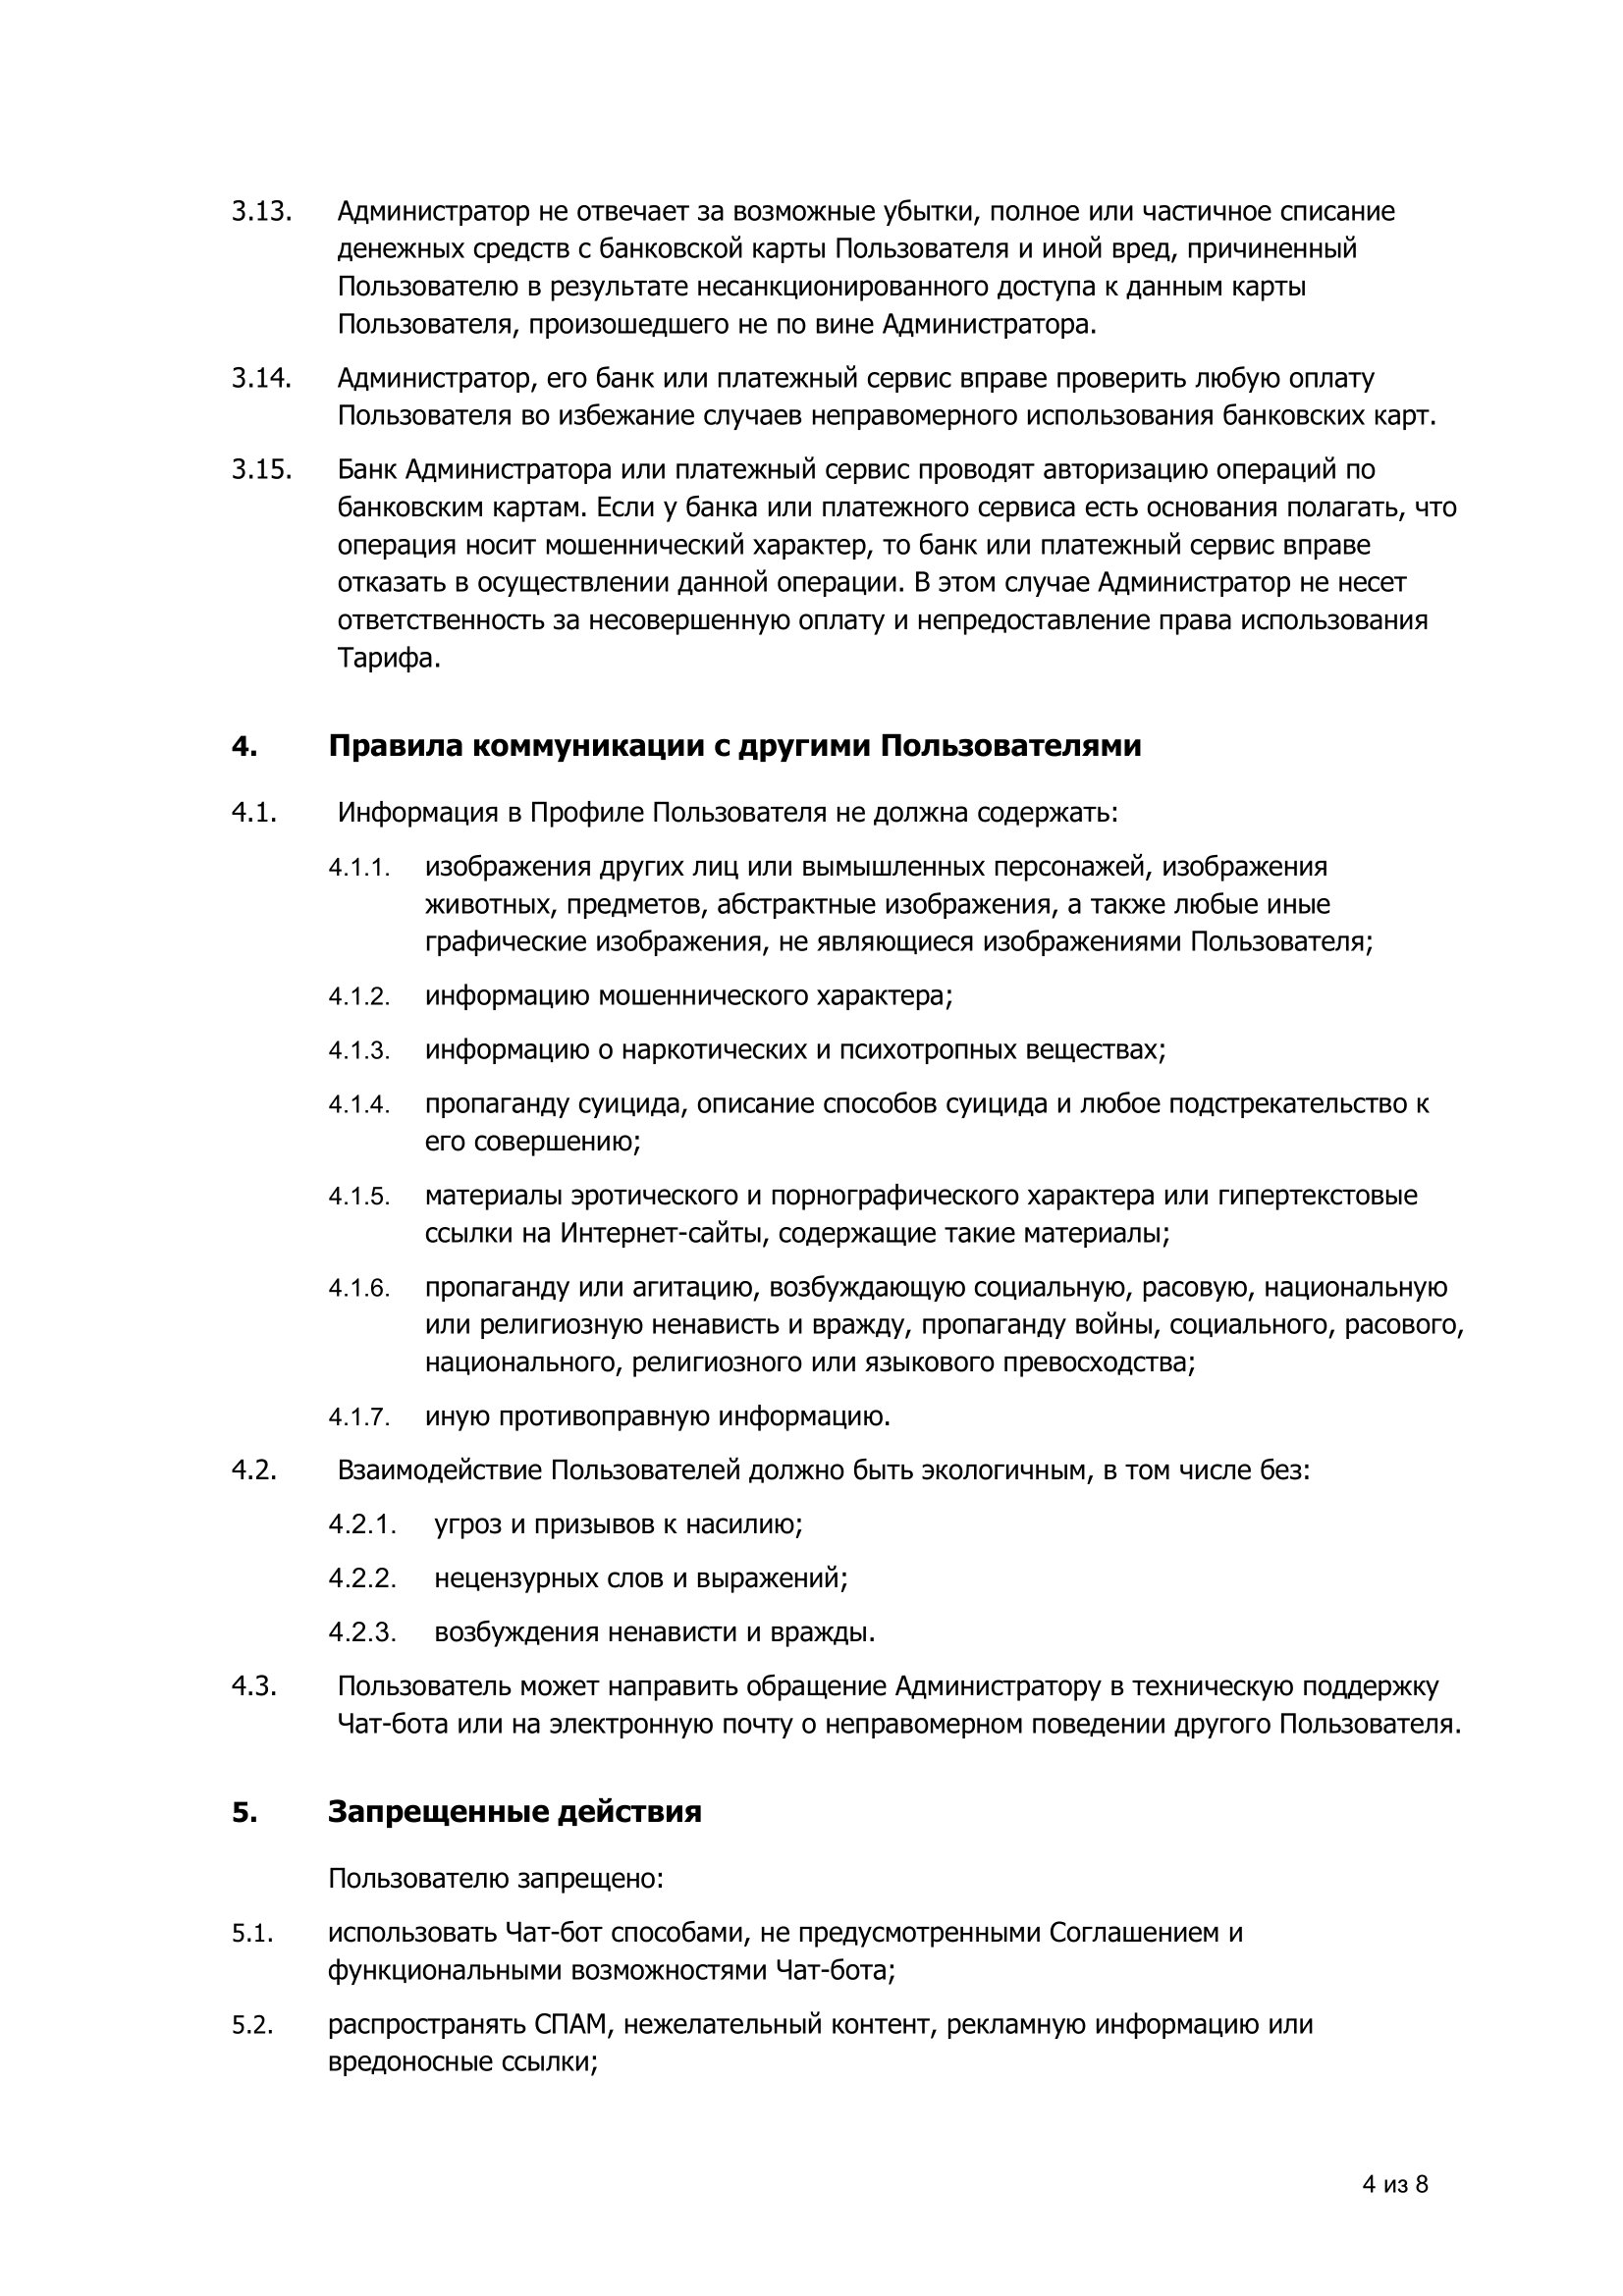 3.13. Администратор не отвечает за возможные убытки, полное или частичное списание
денежных средств с банковской карты Пользователя и иной вред, причиненный
Пользователю в результате несанкционированного доступа к данным карты
Пользователя, произошедшего не по вине Администратора.
3.14. Администратор, его банк или платежный сервис вправе проверить любую оплату
Пользователя во избежание случаев неправомерного использования банковских карт.
3.15. Банк Администратора или платежный сервис проводят авторизацию операций по
банковским картам. Если у банка или платежного сервиса есть основания полагать, что
операция носит мошеннический характер, то банк или платежный сервис вправе
отказать в осуществлении данной операции. В этом случае Администратор не несет
ответственность за несовершенную оплату и непредоставление права использования
Тарифа.
4. Правила коммуникации с другими Пользователями
4.1. Информация в Профиле Пользователя не должна содержать:
4.1.1. изображения других лиц или вымышленных персонажей, изображения
животных, предметов, абстрактные изображения, а также любые иные
графические изображения, не являющиеся изображениями Пользователя;
4.1.2. информацию мошеннического характера;
4.1.3. информацию о наркотических и психотропных веществах;
4.1.4. пропаганду суицида, описание способов суицида и любое подстрекательство к
его совершению;
4.1.5. материалы эротического и порнографического характера или гипертекстовые
ссылки на Интернет-сайты, содержащие такие материалы;
4.1.6. пропаганду или агитацию, возбуждающую социальную, расовую, национальную
или религиозную ненависть и вражду, пропаганду войны, социального, расового,
национального, религиозного или языкового превосходства;
4.1.7. иную противоправную информацию.
4.2. Взаимодействие Пользователей должно быть экологичным, в том числе без:
4.2.1. угроз и призывов к насилию;
4.2.2. нецензурных слов и выражений;
4.2.3. возбуждения ненависти и вражды.
4.3. Пользователь может направить обращение Администратору в техническую поддержку
Чат-бота или на электронную почту о неправомерном поведении другого Пользователя.
5. Запрещенные действия
Пользователю запрещено:
5.1. использовать Чат-бот способами, не предусмотренными Соглашением и
функциональными возможностями Чат-бота;
5.2. распространять СПАМ, нежелательный контент, рекламную информацию или
вредоносные ссылки;
4 из 8